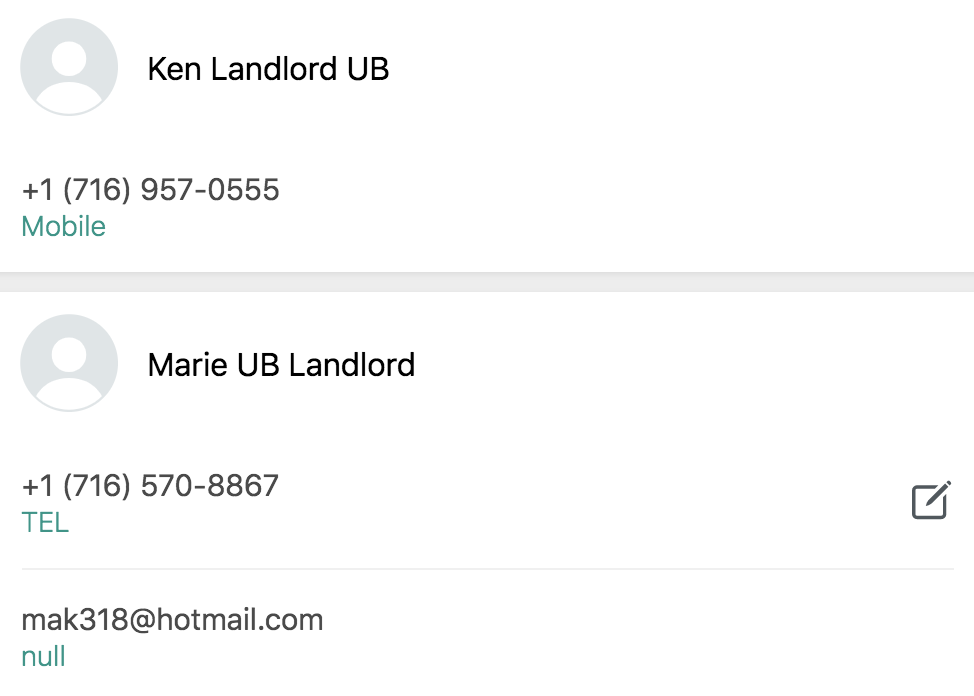 Ken Landlord UB
+1 (716) 957-0555
Mobile
Marie UB Landlord
+1 (716) 570-8867
TEL
mak318@hotmail.com
null